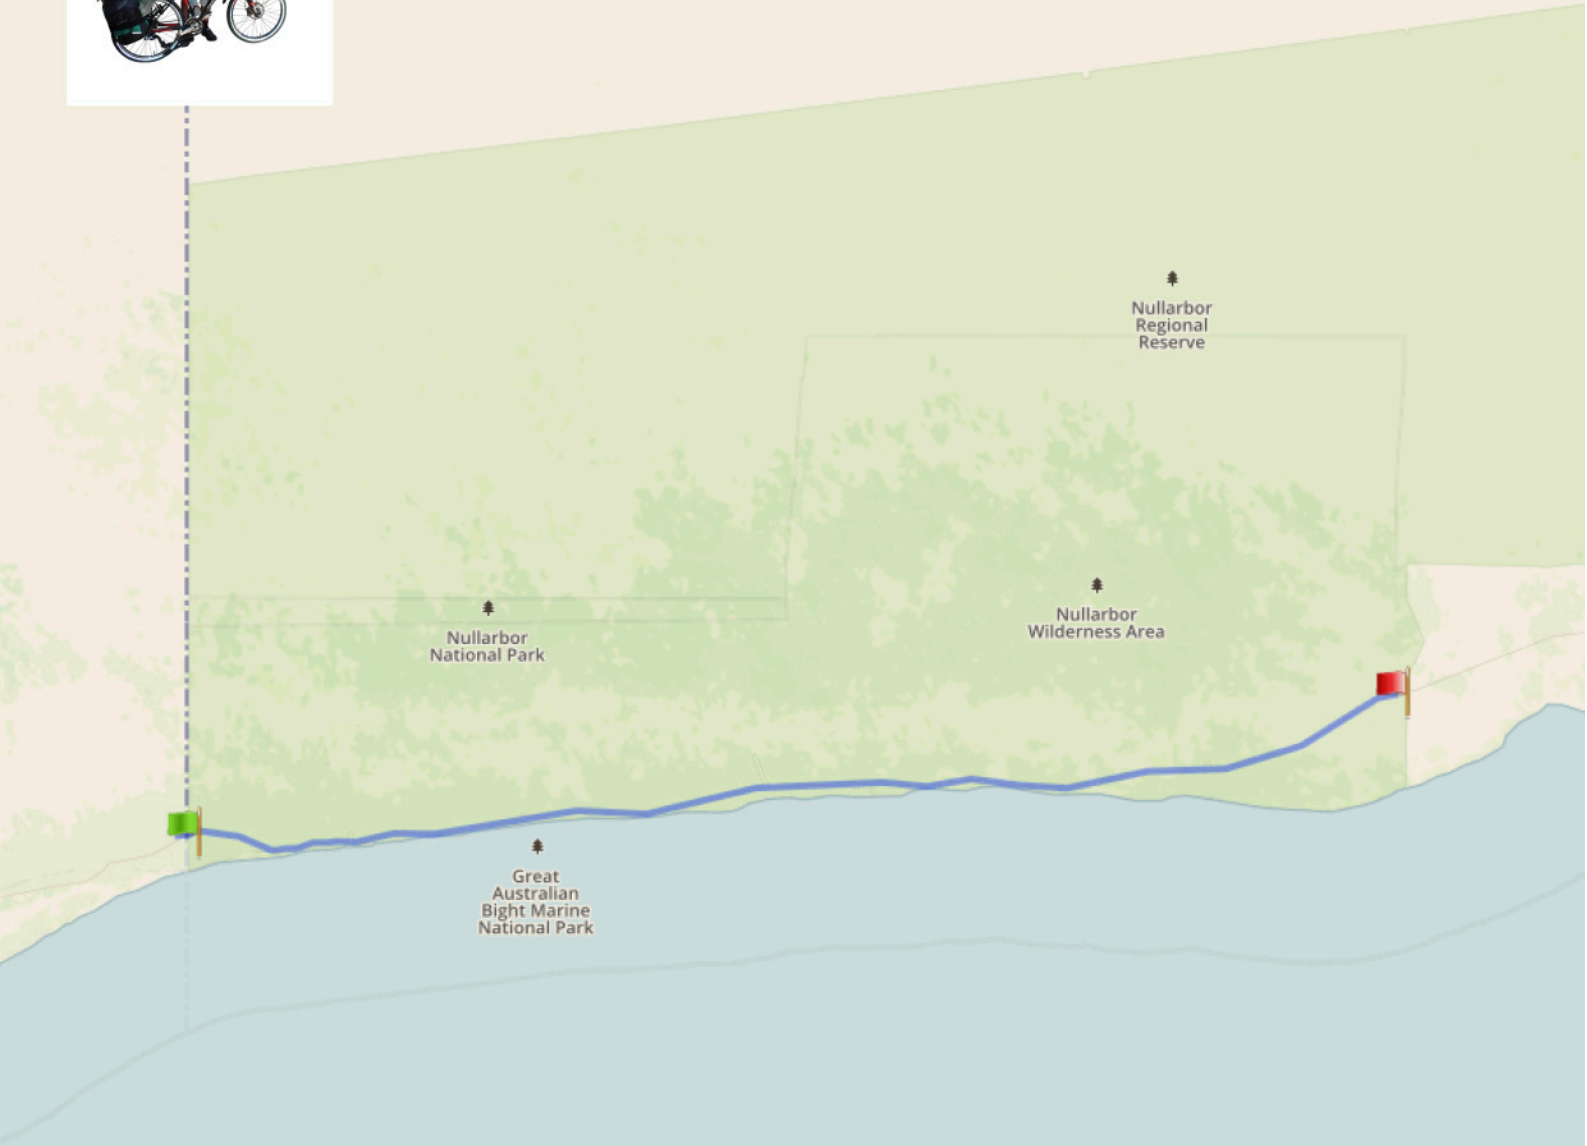 Nullarbor
Regional
Reserve
Nullarbor
Wilderness Area
Nullarbor
National Park
Great
Australian
Bight Marine
National Park